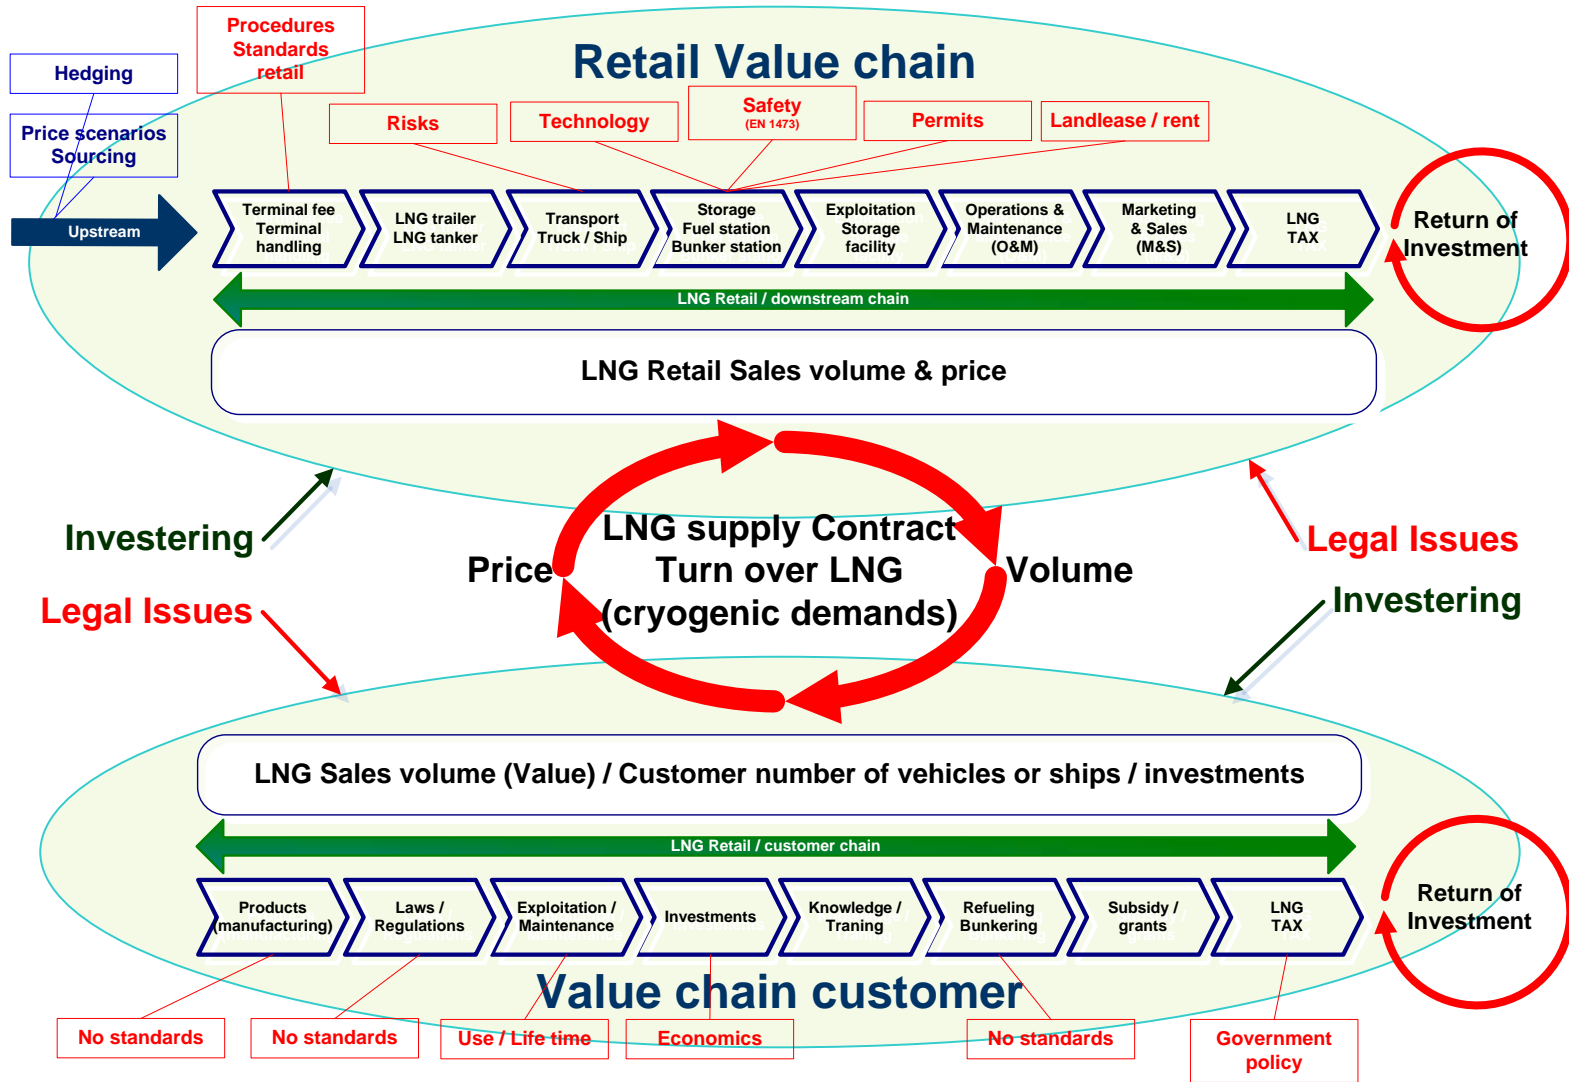 Retail Value chain
Procedures
Standards
retail
Hedging
Price scenarios
Sourcing
Risks
Technology
Safety
(EN 1473)
Permits
Landlease / rent
Upstream
Terminal fee
Terminal
handling
LNG trailer
LNG tanker
Transport
Truck / Ship
Storage
Fuel station
Bunker station
Exploitation
Storage
facility
Operations &
Maintenance
(O&M)
Marketing
& Sales
(M&S)
LNG
TAX
Return of
Investment
LNG Retail / downstream chain
LNG Retail Sales volume & price
Investering
Legal Issues
Price
LNG supply Contract
Turn over LNG
(cryogenic demands)
Volume
Legal Issues
Investering
LNG Sales volume (Value) / Customer number of vehicles or ships / investments
LNG Retail / customer chain
Products
(manufacturing)
Laws /
Regulations
Exploitation /
Maintenance
Investments
Knowledge /
Traning
Refueling
Bunkering
Subsidy /
grants
LNG
TAX
Return of
Investment
Value chain customer
No standards
No standards
Use / Life time
Economics
No standards
Government
policy